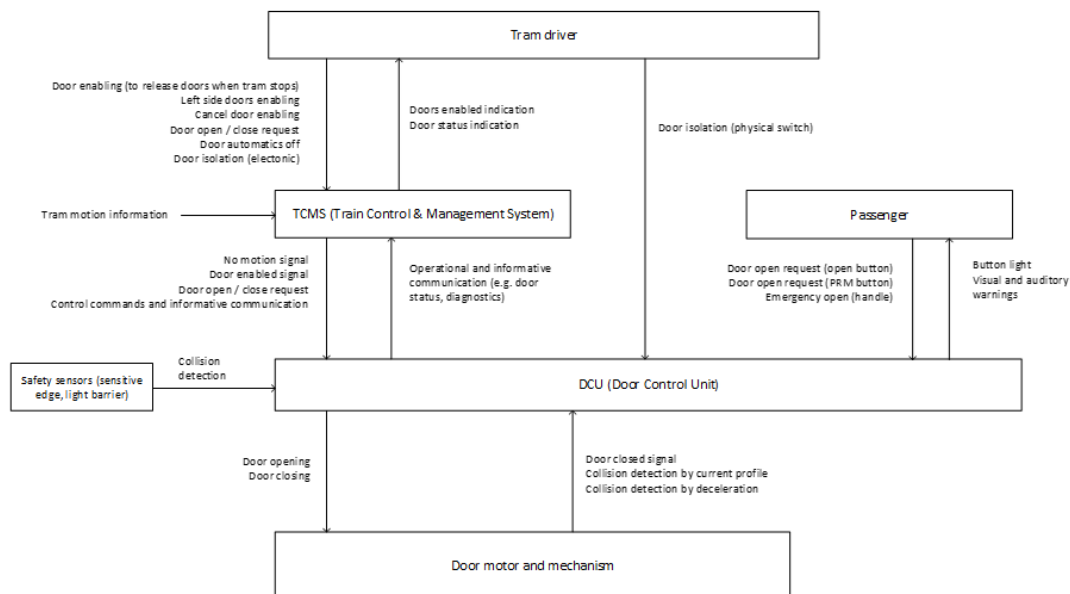 Tram driver
Door enabling (to release doors when tram stops)
Left side doors enabling
Cancel door enabling
Door open / close request
Door automatics off
Door isolation (electonic)
Doors enabled indication
Door status indication
Door isolation (physical switch)
Tram motion information
TCMS (Train Control & Management System)
Passenger
No motion signal
Door enabled signal
Door open / close request
Control commands and informative communication
Operational and informative
communication (e.g. door
status, diagnostics)
Door open request (open button)
Door open request (PRM button)
Emergency open (handle)
Button light
Visual and auditory
warnings
Safety sensors (sensitive
edge, light barrier)
Collision
detection
DCU (Door Control Unit)
Door opening
Door closing
Door closed signal
Collision detection by current profile
Collision detection by deceleration
Door motor and mechanism